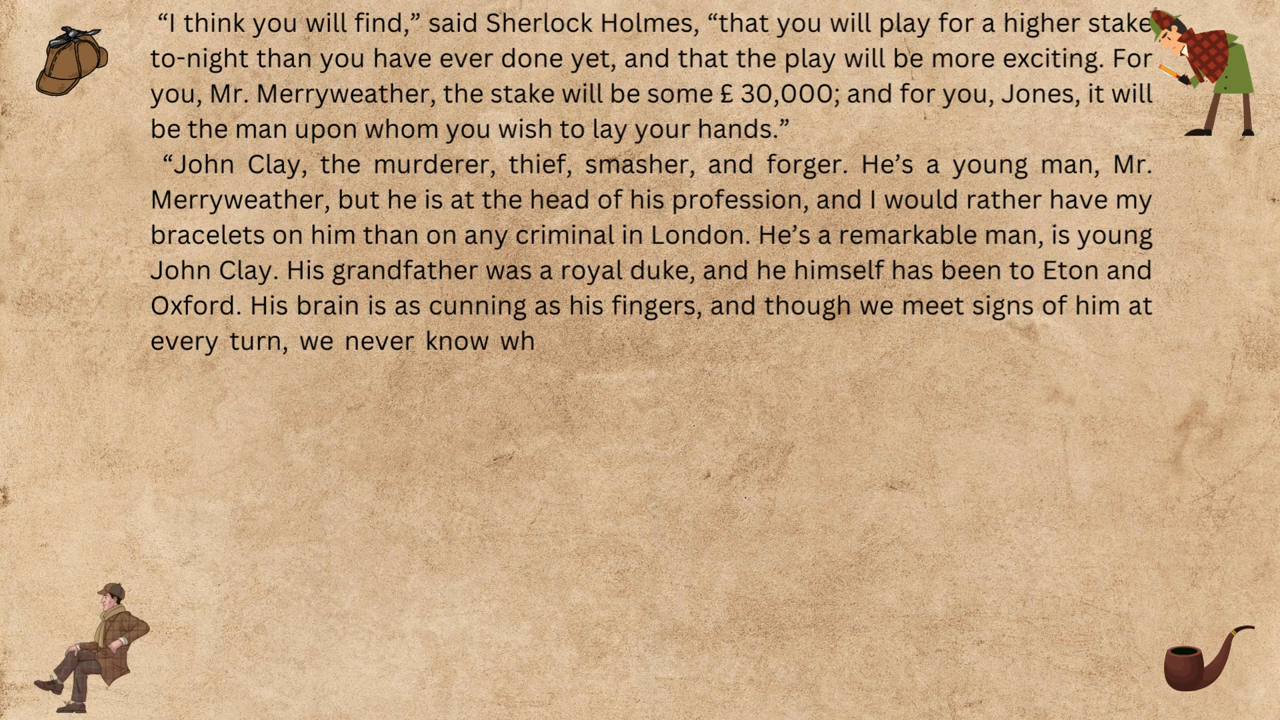 “I think you will find,” said Sherlock Holmes, “that you will play for a higher stake
to-night than you have ever done yet, and that the play will be more exciting. For
you, Mr. Merryweather, the stake will be some £ 30,000; and for you, Jones, it will
be the man upon whom you wish to lay your hands.”
“John Clay, the murderer, thief, smasher, and forger. He’s a young man, Mr.
Merryweather, but he is at the head of his profession, and I would rather have my
bracelets on him than on any criminal in London. He’s a remarkable man, is young
John Clay. His grandfather was a royal duke, and he himself has been to Eton and
Oxford. His brain is as cunning as his fingers, and though we meet signs of him at
every turn, we never know wh